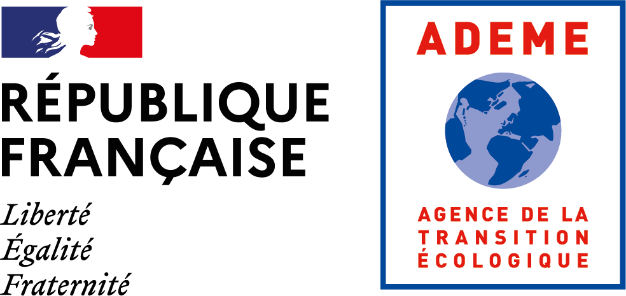 RÉPUBLIQUE
FRANÇAISE
Liberté
Égalité
Fraternité
ADEME
AGENCE DE LA
TRANSITION
ÉCOLOGIQUE